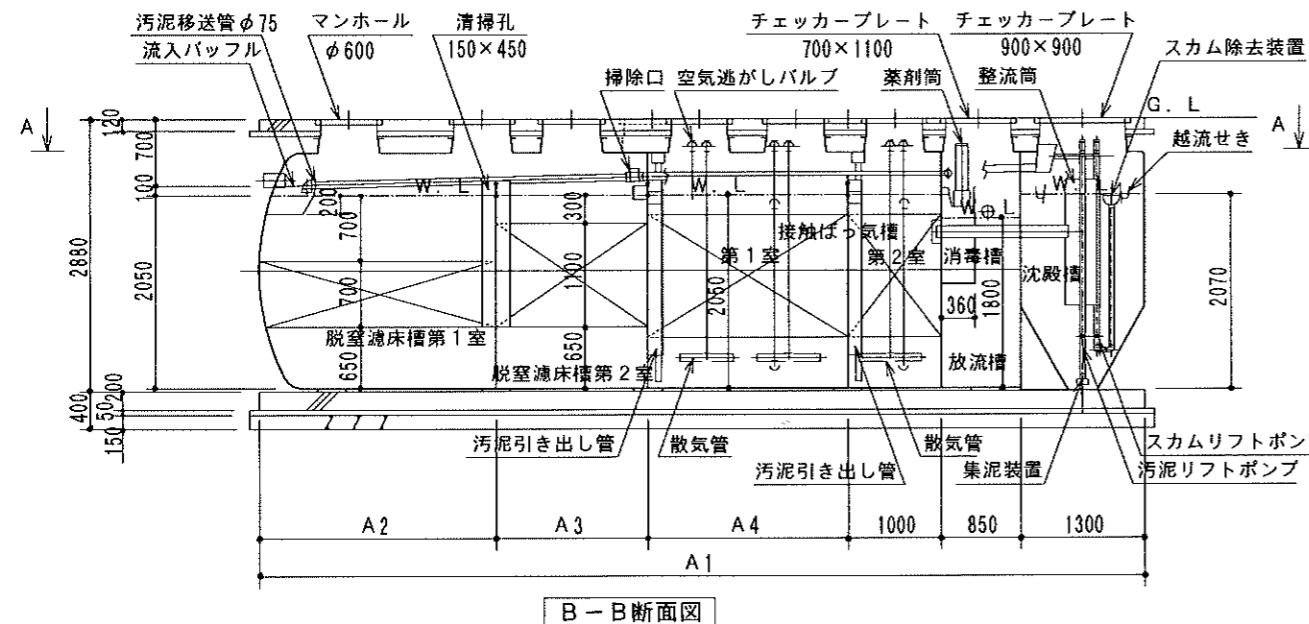 汚泥移送管φ75
流入バッフル
マンホール
φ600
清掃孔
150×450
掃除口
空気逃がしバルブ
チェッカープレート
700×1100
薬剤筒
チェッカープレート
900×900
整流筒
スカム除去装置
G.L
越流せき
A
A
120
700
100
2880
2050
400
50
200
150
W.L
200
700
700
650
脱窒濾床槽第1室
300
1100
650
脱窒濾床槽第2室
W.L
接触ばっ気槽
第1室
第2室
2050
W
L
消毒槽
360
1800
放流槽
W.
沈殿槽
2070
汚泥引き出し管
散気管
汚泥引き出し管
散気管
集泥装置
スカムリフトポン
汚泥リフトポンプ
A2
A3
A4
1000
850
1300
A1
B-B断面図